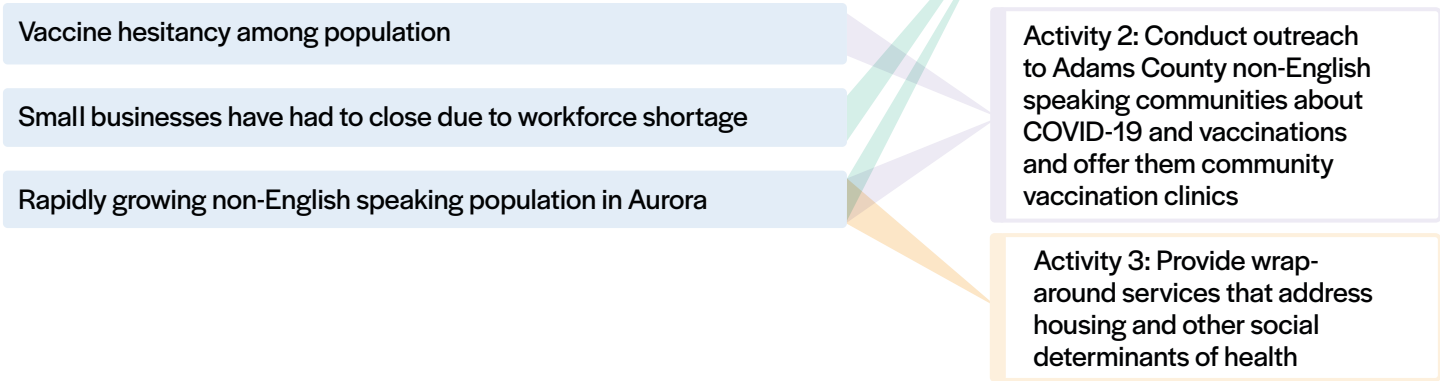 Vaccine hesitancy among population
Small businesses have had to close due to workforce shortage
Rapidly growing non-English speaking population in Aurora
Activity 2: Conduct outreach
to Adams County non-English
speaking communities about
COVID-19 and vaccinations
and offer them community
vaccination clinics
Activity 3: Provide wrap-
around services that address
housing and other social
determinants of health